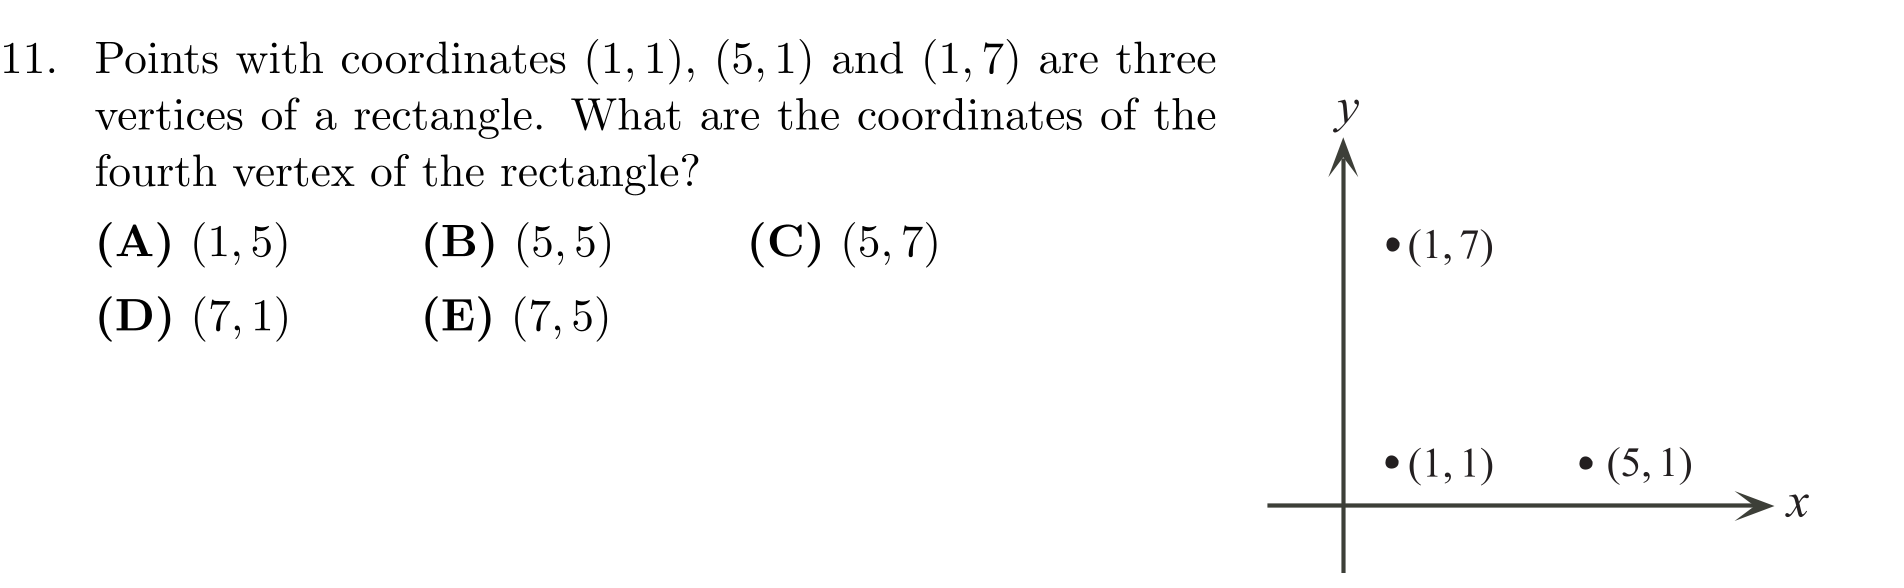 11. Points with coordinates (1, 1), (5, 1) and (1, 7) are three
vertices of a rectangle. What are the coordinates of the
fourth vertex of the rectangle?
(A) (1, 5) (B) (5, 5) (C) (5, 7)
(D) (7, 1) (E) (7, 5)
y
(1, 7)
(1, 1) (5, 1)
x